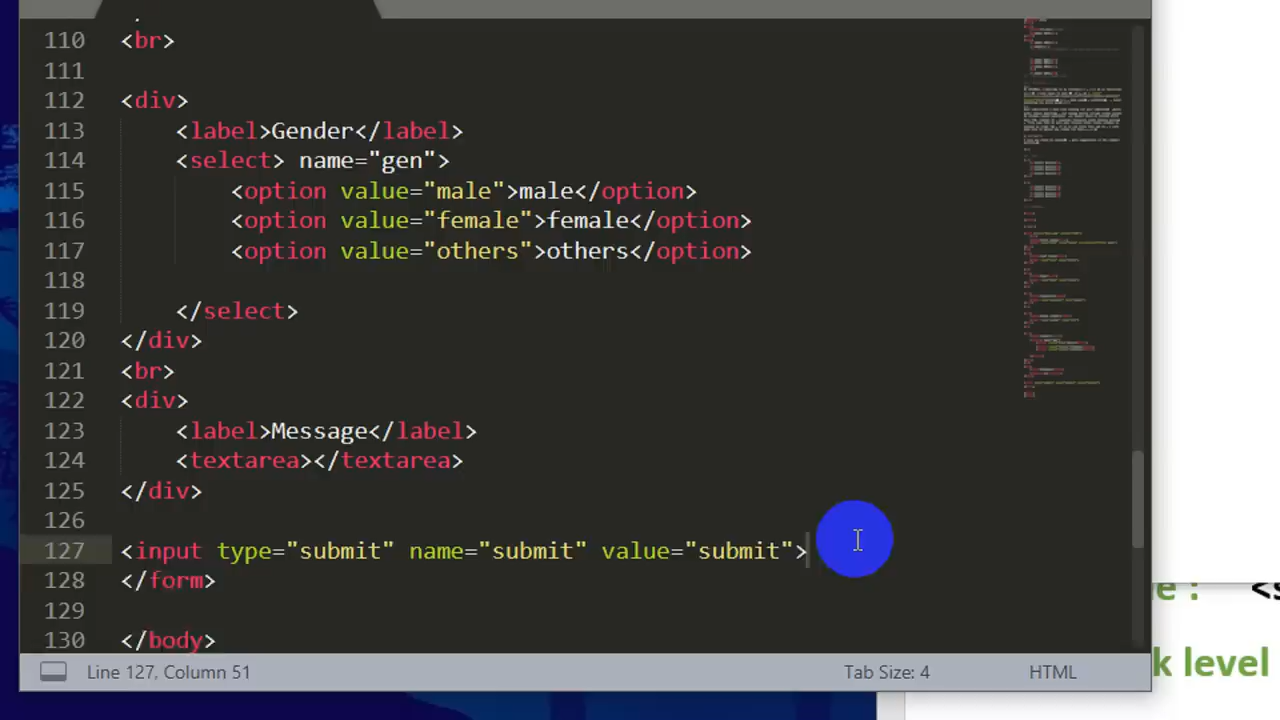 110 <br>
111
112 <div>
113 <label>Gender</label>
114 <select> name="gen">
115 <option value="male">male</option>
116 <option value="female">female</option>
117 <option value="others">others</option>
118
119 </select>
120 </div>
121 <br>
122 <div>
123 <label>Message</label>
124 <textarea></textarea>
125 </div>
126
127 <input type="submit" name="submit" value="submit">
128 </form>
129
130 </body>
e : <s
k level
Line 127, Column 51 Tab Size: 4 HTML